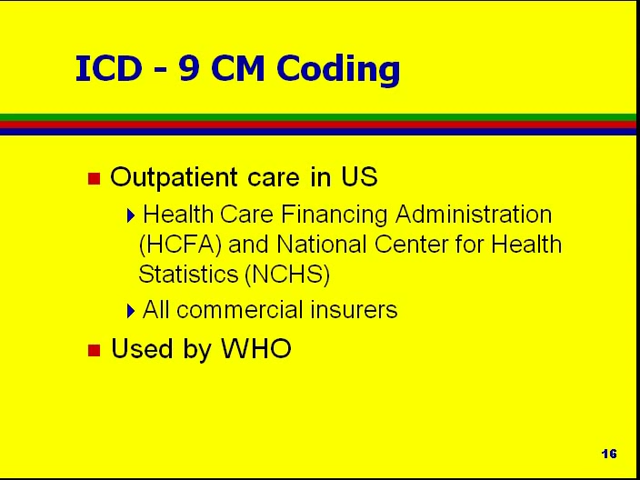 ICD - 9 CM Coding
Outpatient care in US
Health Care Financing Administration
(HCFA) and National Center for Health
Statistics (NCHS)
All commercial insurers
Used by WHO
16